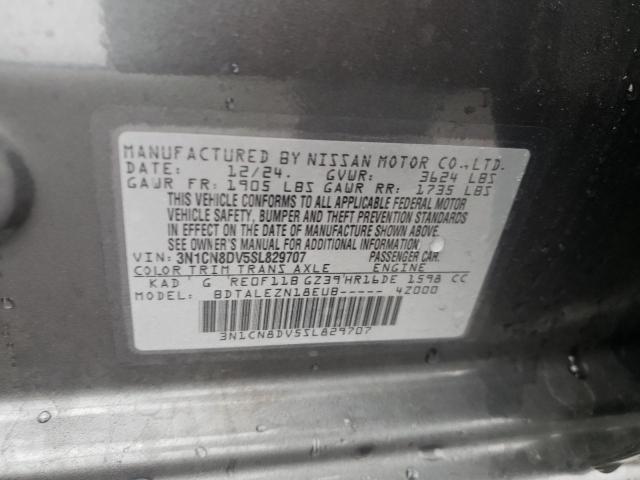 MANUFACTURED BY NISSAN MOTOR CO., LTD.
DATE: 12/24. GVWR: 3624 LBS
GAWR FR: 1905 LBS GAWR RR: 1735 LBS
THIS VEHICLE CONFORMS TO ALL APPLICABLE FEDERAL MOTOR
VEHICLE SAFETY, BUMPER AND THEFT PREVENTION STANDARDS
IN EFFECT ON THE DATE OF MANUFACTURE SHOWN ABOVE.
SEE OWNER'S MANUAL FOR ADDITIONAL INFORMATION
VIN: 3N1CN8DV5SL829707 PASSENGER CAR.
COLOR TRIM TRANS AXLE ENGINE
KAD G RE0F11B GZ39 HR16DE 1598 CC
MODEL: BDTALEZN18EUB----- 4Z000
3N1CN8DV5SL829707